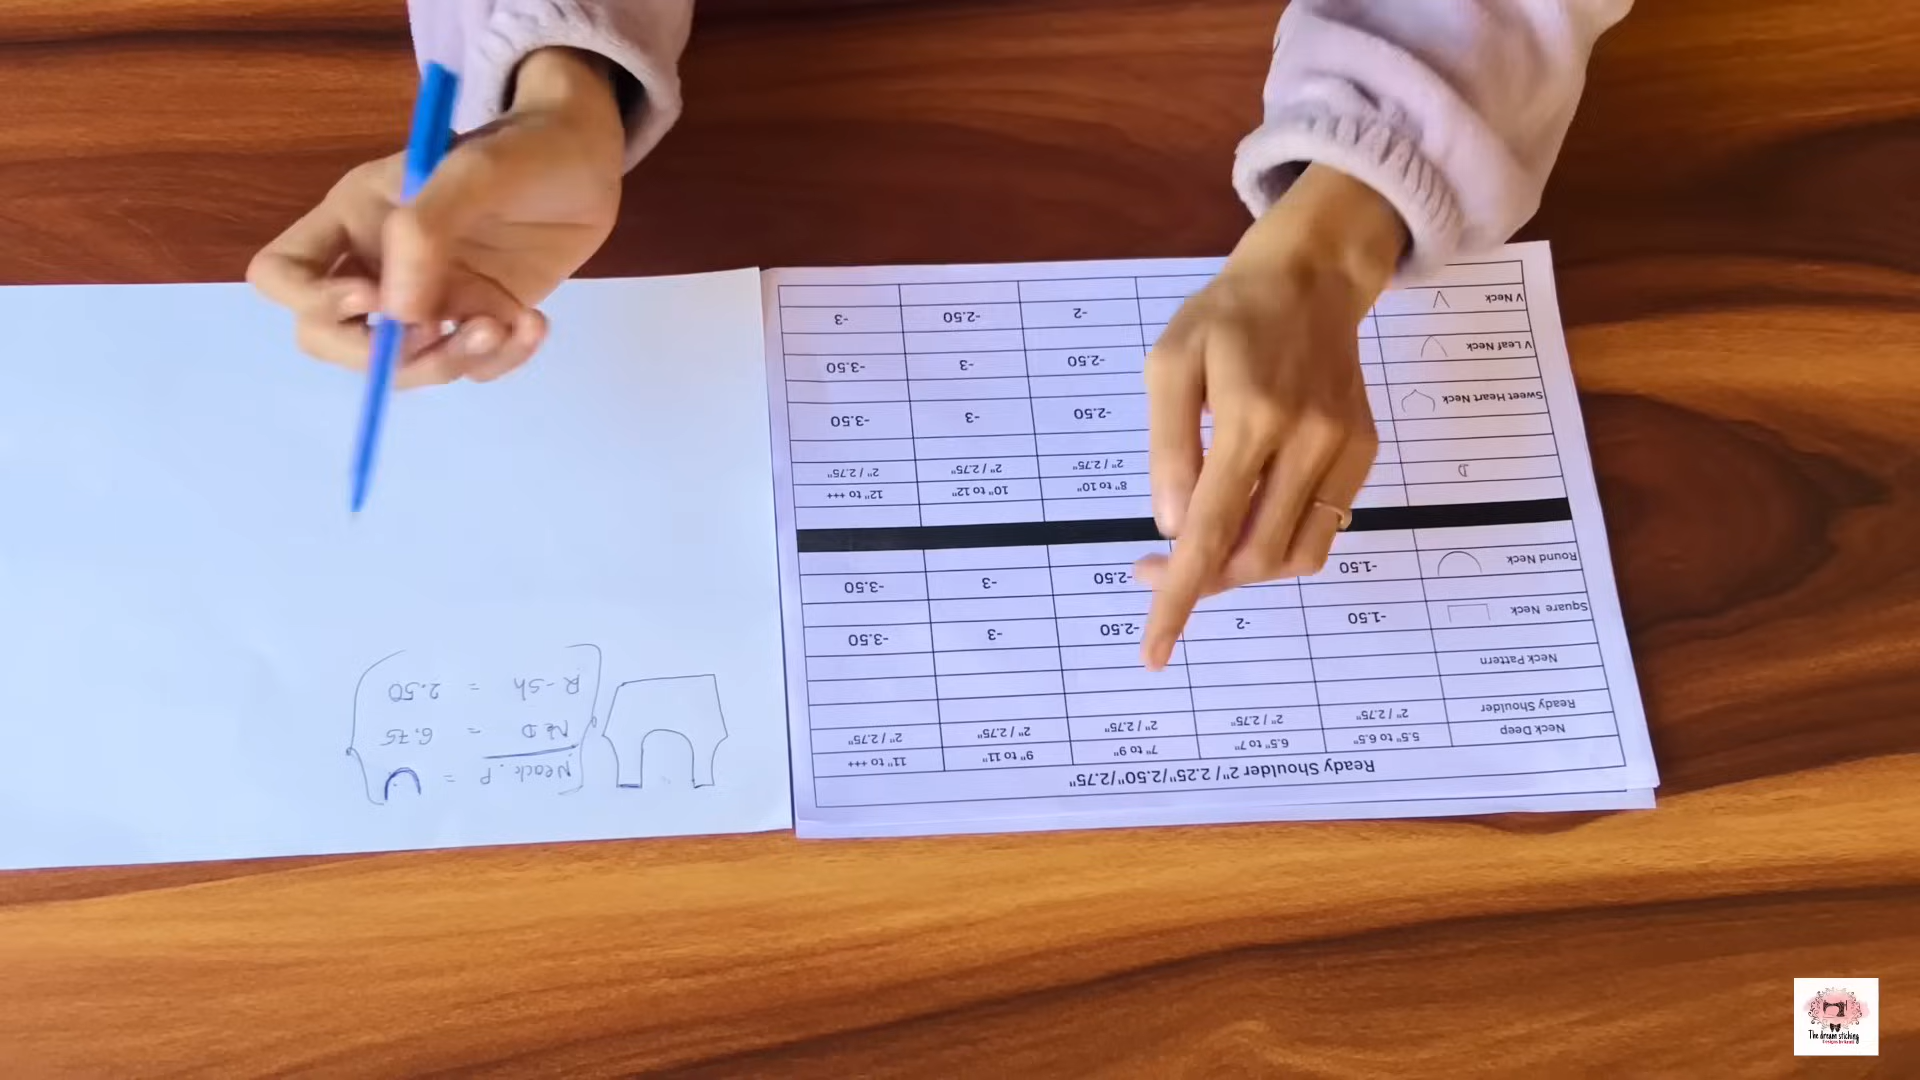 Ready Shoulder 2"/ 2.25"/2.50"/2.75"
Neck Deep 5.5" to 6.5" 6.5" to 7" 7" to 9" 9" to 11" 11" to +++
Ready Shoulder 2" / 2.75" 2" / 2.75" 2" / 2.75" 2" / 2.75" 2" / 2.75"
Neck Pattern
Square Neck -1.50 -2 -2.50 -3 -3.50
Round Neck -1.50 -2.50 -3 -3.50
8" to 10" 10" to 12" 12" to +++
D 2" / 2.75" 2" / 2.75" 2" / 2.75"
Sweet Heart Neck -2.50 -3 -3.50
V Leaf Neck -2.50 -3 -3.50
V Neck -2 -2.50 -3
Neack. P =
D = 6.75
R-Sh = 2.50
The dream stiching